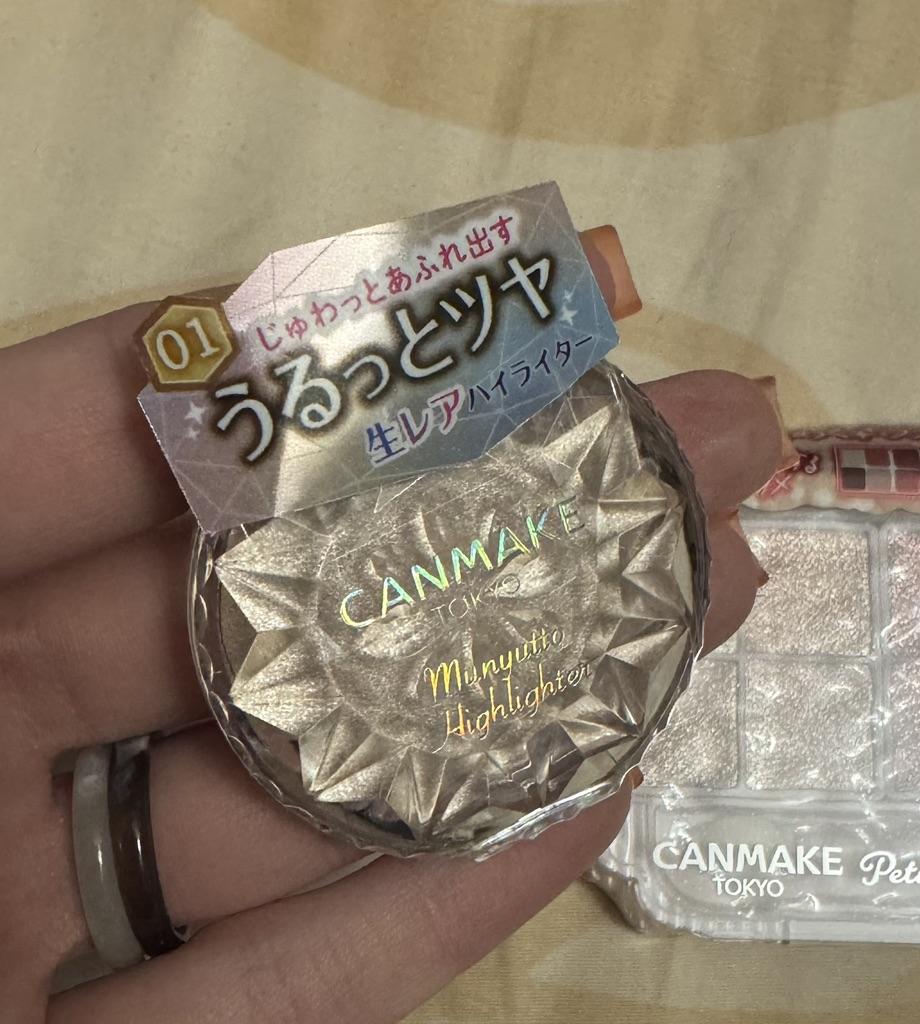 01
じゅわっとあふれ出す
うるっとツヤ
生レアハイライター
CANMAKE
TOKYO
Munyutto
Highlighter
CANMAKE
TOKYO